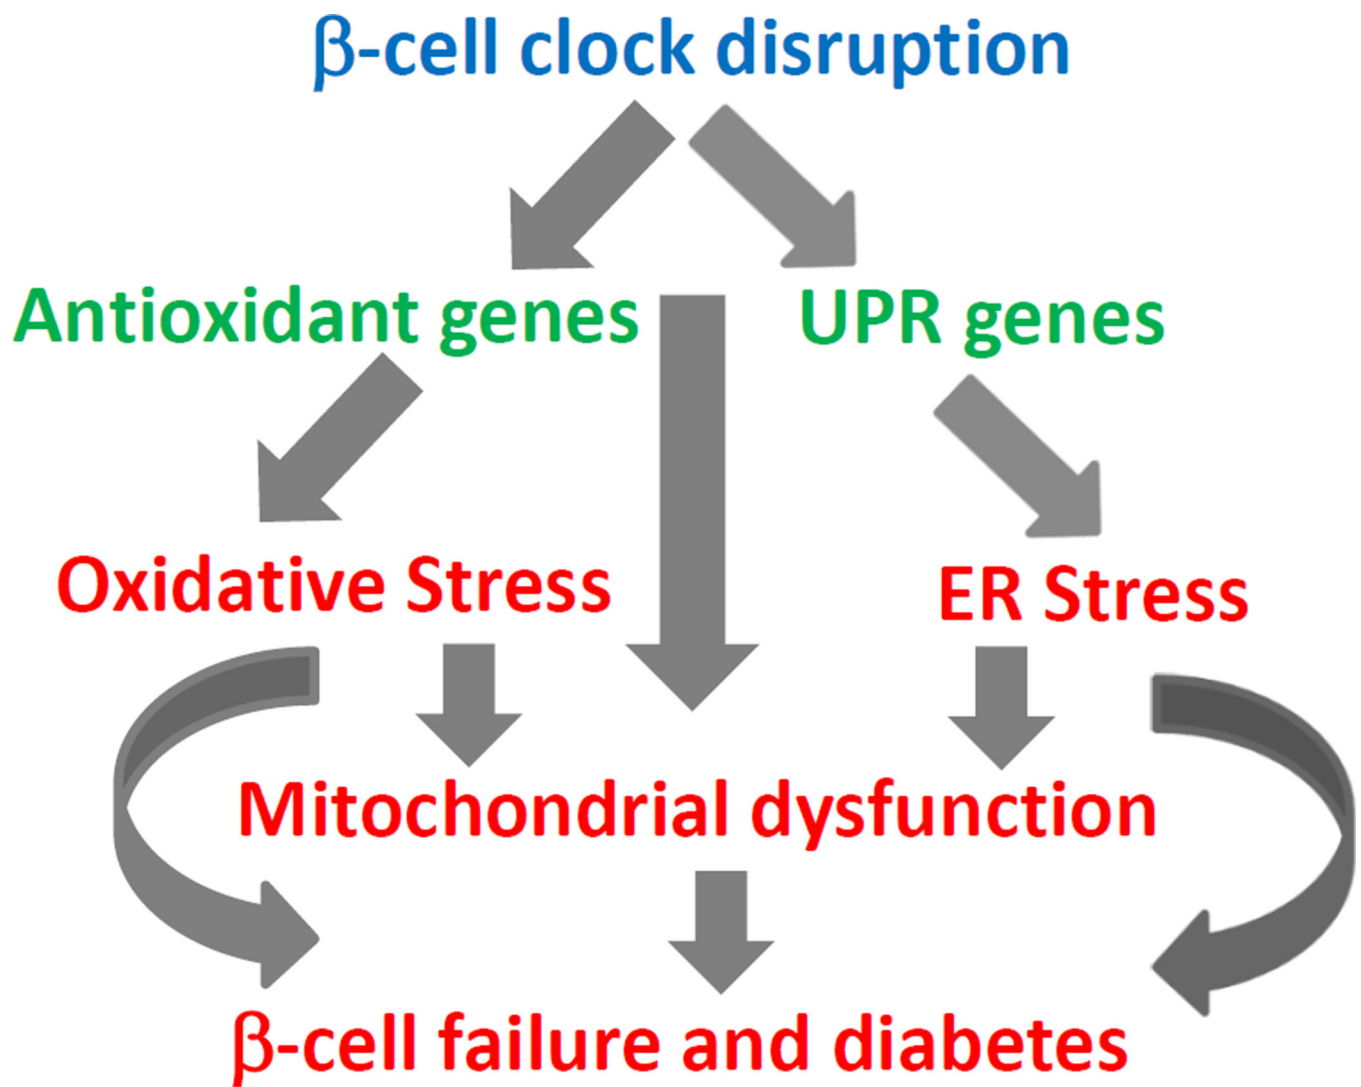 β-cell clock disruption
Antioxidant genes
UPR genes
Oxidative Stress
ER Stress
Mitochondrial dysfunction
β-cell failure and diabetes